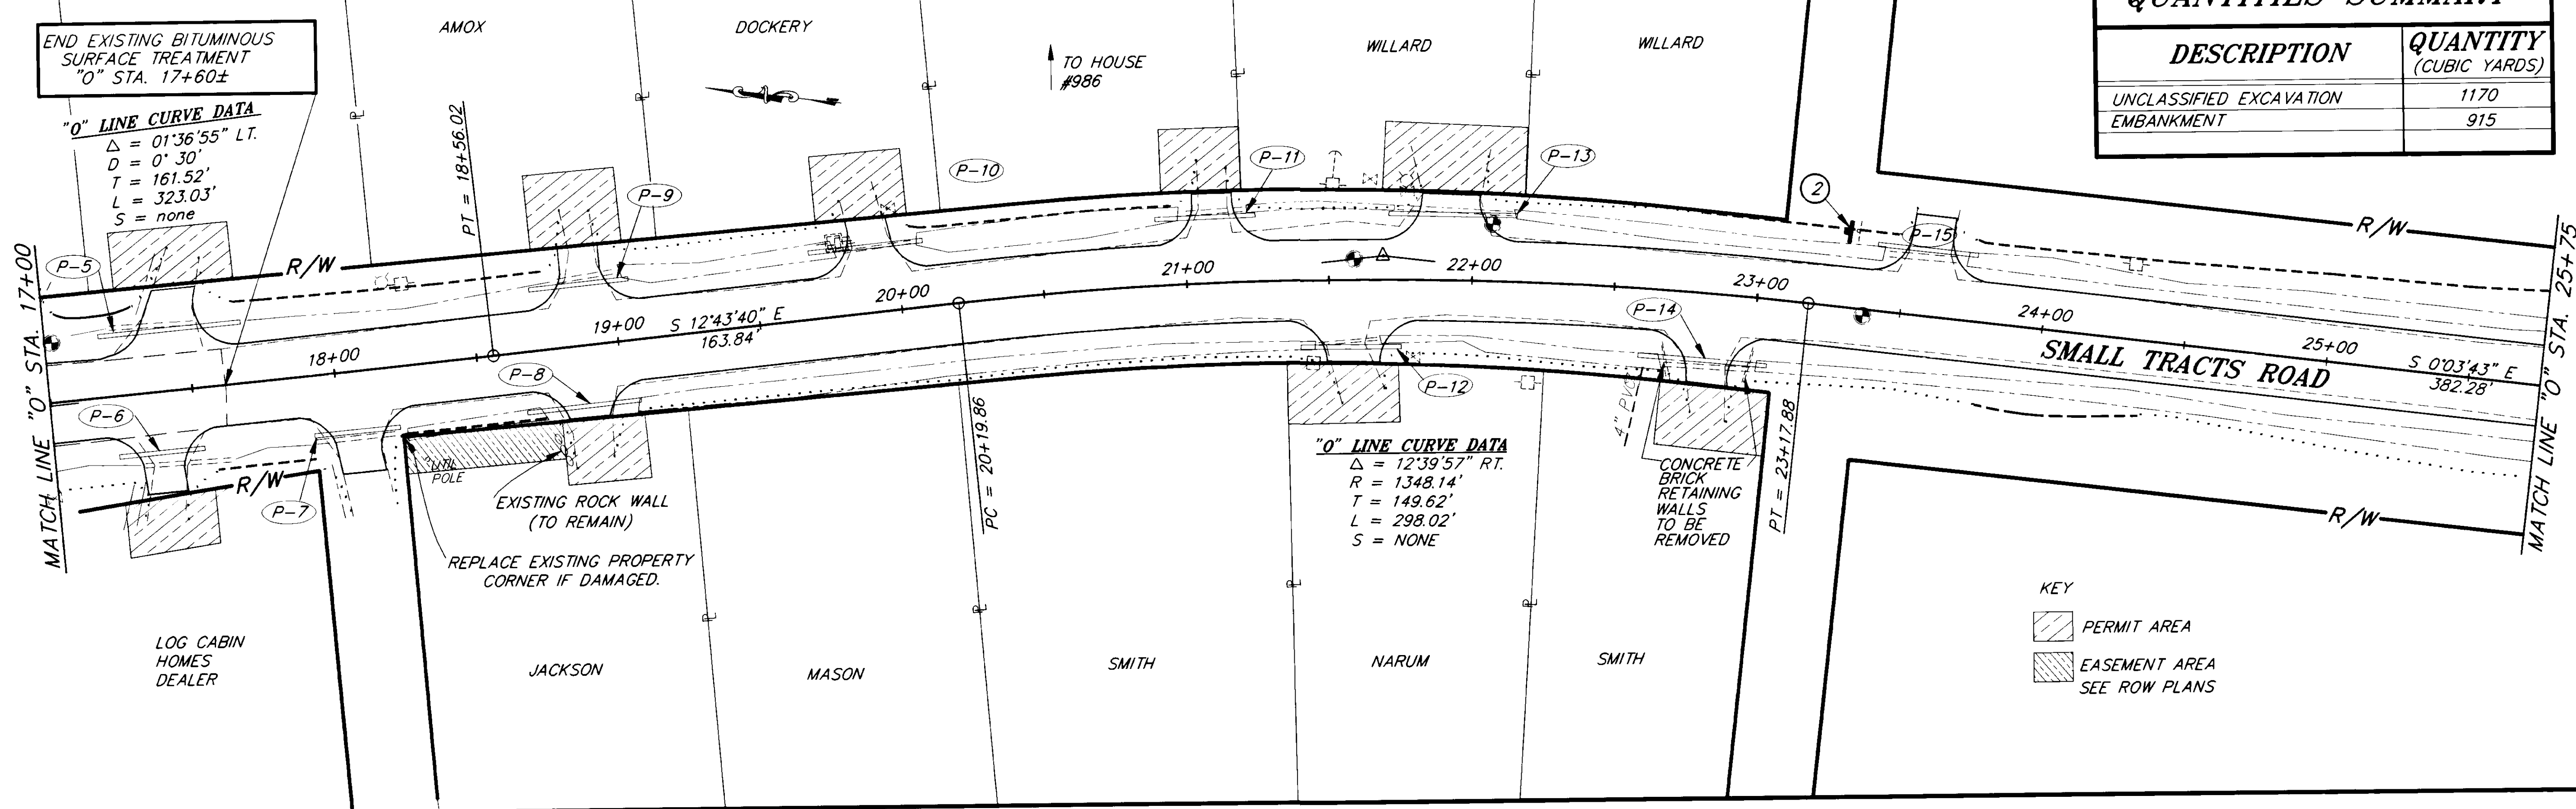 QUANTITIES SUMMARY
DESCRIPTION
QUANTITY
(CUBIC YARDS)
UNCLASSIFIED EXCAVATION 1170
EMBANKMENT 915
END EXISTING BITUMINOUS
SURFACE TREATMENT
"O" STA. 17+60±
AMOX
DOCKERY
TO HOUSE
#986
WILLARD
WILLARD
"O" LINE CURVE DATA
Δ = 01°36'55" LT.
D = 0° 30'
T = 161.52'
L = 323.03'
S = none
PT = 18+56.02
P-9
P-10
P-11
P-13
2
P-15
R/W
R/W
P-5
MATCH LINE "O" STA. 17+00
18+00
19+00
S 12°43'40" E
163.84'
20+00
21+00
22+00
23+00
24+00
25+00
SMALL TRACTS ROAD
S 0°03'43" E
382.28'
MATCH LINE "O" STA. 25+75
P-6
P-7
P-8
P-12
P-14
4" PVC
R/W
R/W
UTIL
POLE
EXISTING ROCK WALL
(TO REMAIN)
REPLACE EXISTING PROPERTY
CORNER IF DAMAGED.
PC = 20+19.86
"O" LINE CURVE DATA
Δ = 12°39'57" RT.
R = 1348.14'
T = 149.62'
L = 298.02'
S = NONE
CONCRETE
BRICK
RETAINING
WALLS
TO BE
REMOVED
PT = 23+17.88
KEY
PERMIT AREA
EASEMENT AREA
SEE ROW PLANS
LOG CABIN
HOMES
DEALER
JACKSON
MASON
SMITH
NARUM
SMITH